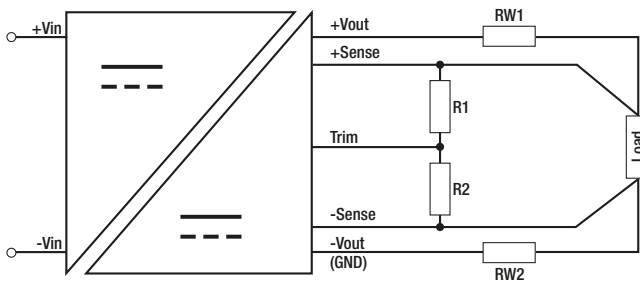 +Vin
+Vout
RW1
+Sense
R1
Trim
Load
R2
-Sense
-Vin
-Vout
(GND)
RW2